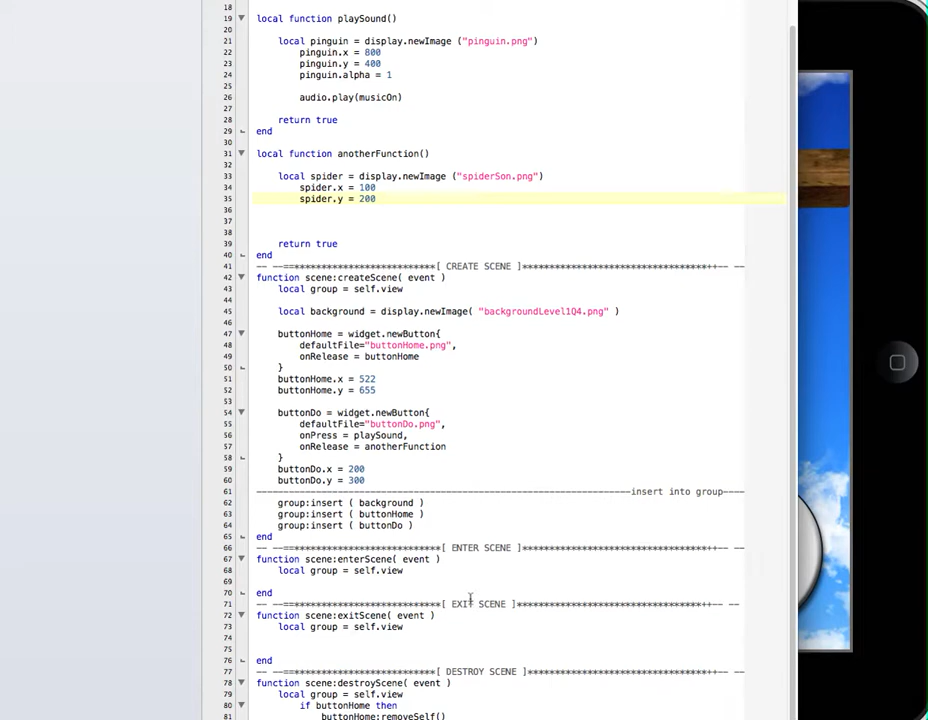 18
19 local function playSound()
20
21 local pinguin = display.newImage ("pinguin.png")
22 pinguin.x = 800
23 pinguin.y = 400
24 pinguin.alpha = 1
25
26 audio.play(musicOn)
27
28 return true
29 end
30
31 local function anotherFunction()
32
33 local spider = display.newImage ("spiderSon.png")
34 spider.x = 100
35 spider.y = 200
36
37
38
39 return true
40 end
41 -- --==***************************[ CREATE SCENE ]***********************************++-- --
42 function scene:createScene( event )
43 local group = self.view
44
45 local background = display.newImage( "backgroundLevel1Q4.png" )
46
47 buttonHome = widget.newButton{
48 defaultFile="buttonHome.png",
49 onRelease = buttonHome
50 }
51 buttonHome.x = 522
52 buttonHome.y = 655
53
54 buttonDo = widget.newButton{
55 defaultFile="buttonDo.png",
56 onPress = playSound,
57 onRelease = anotherFunction
58 }
59 buttonDo.x = 200
60 buttonDo.y = 300
61 ---------------------------------------------------------------------insert into group----
62 group:insert ( background )
63 group:insert ( buttonHome )
64 group:insert ( buttonDo )
65 end
66 -- --==****************************[ ENTER SCENE ]***********************************++-- --
67 function scene:enterScene( event )
68 local group = self.view
69
70 end
71 -- --==****************************[ EXIT SCENE ]***********************************++-- --
72 function scene:exitScene( event )
73 local group = self.view
74
75
76 end
77 -- --==***************************[ DESTROY SCENE ]**********************************++-- --
78 function scene:destroyScene( event )
79 local group = self.view
80 if buttonHome then
81 buttonHome:removeSelf()